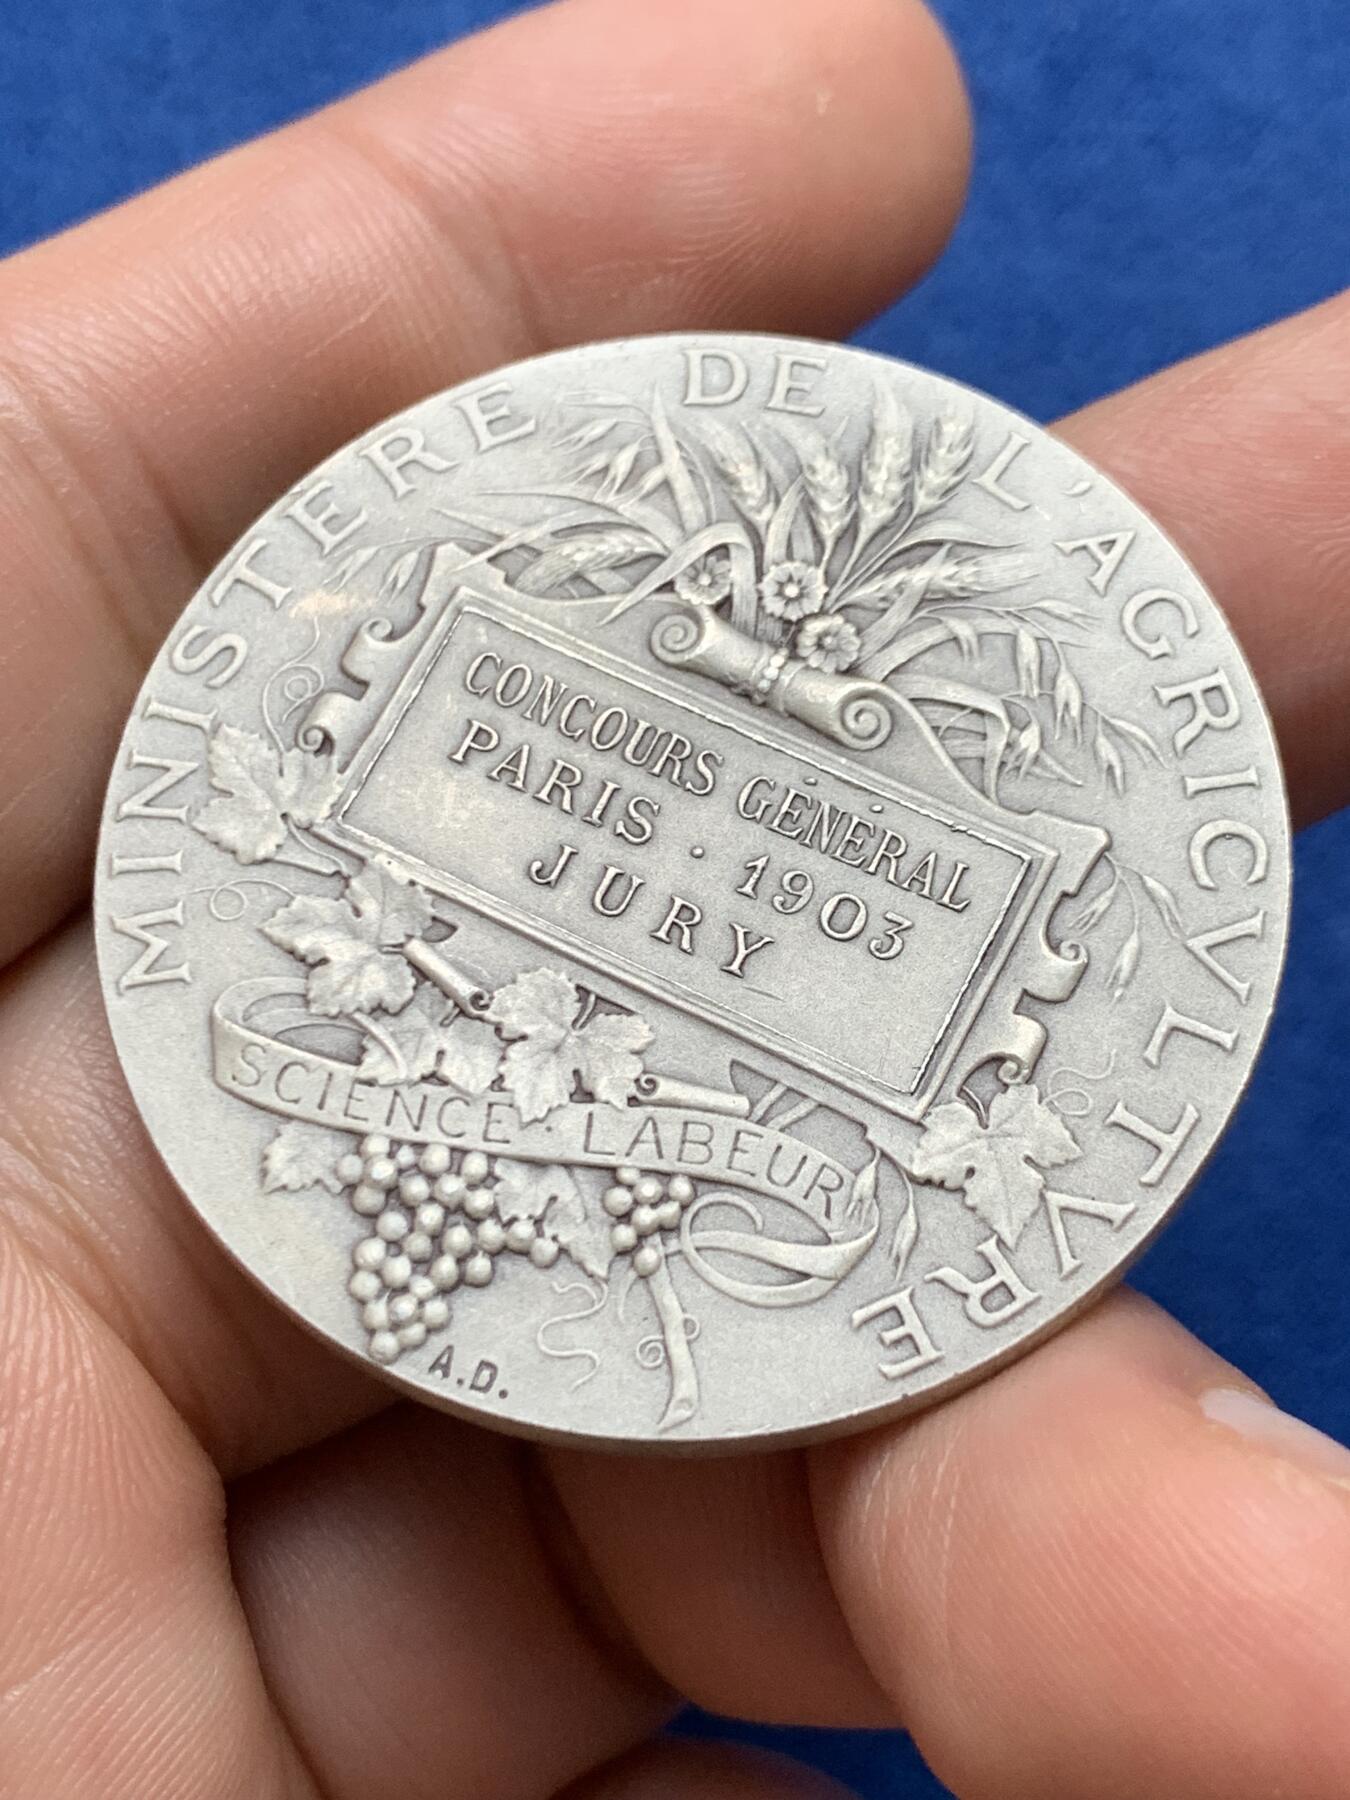 MINISTERE DE L'AGRICVLTVRE
CONCOURS GÉNÉRAL
PARIS . 1903
JURY
SCIENCE · LABEUR
A.D.